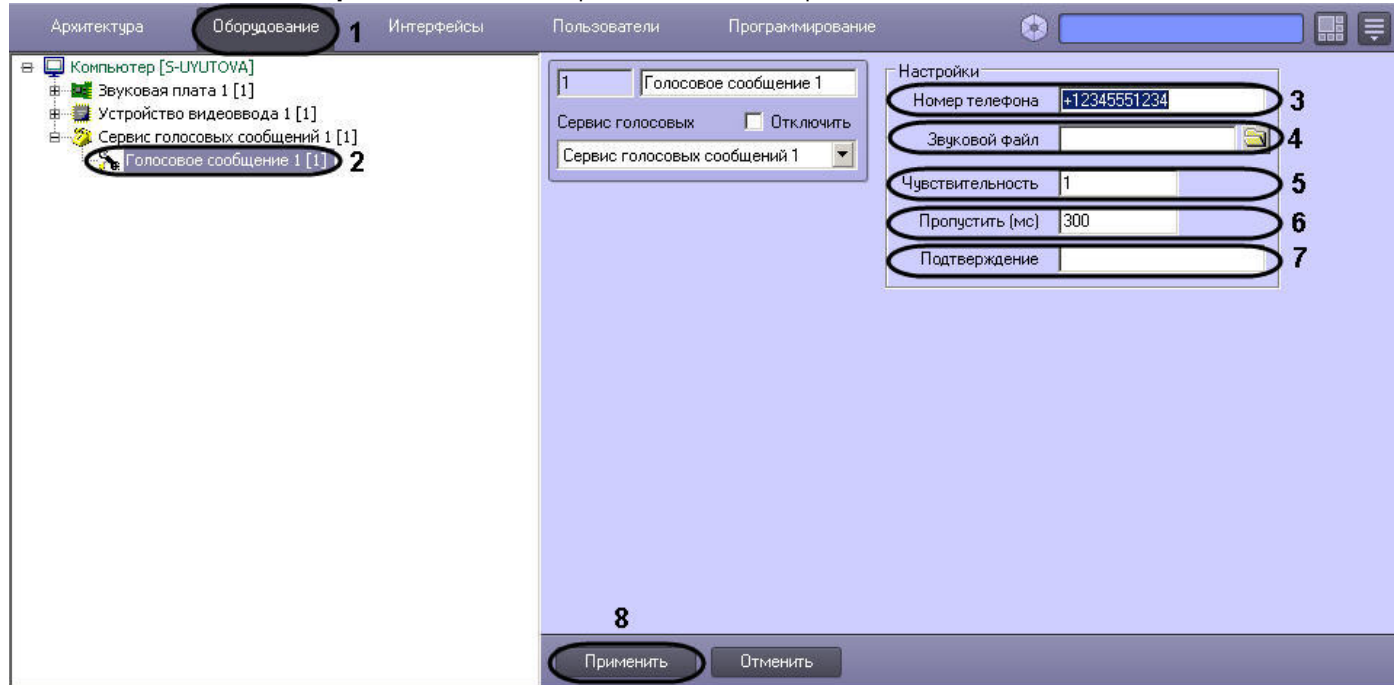 Архитектура Оборудование 1 Интерфейсы Пользователи Программирование
Компьютер [S-UYUTOVA]
Звуковая плата 1 [1]
Устройство видеоввода 1 [1]
Сервис голосовых сообщений 1 [1]
Голосовое сообщение 1 [1] 2
1 Голосовое сообщение 1
Сервис голосовых Отключить
Сервис голосовых сообщений 1
Настройки
Номер телефона +12345551234 3
Звуковой файл 4
Чувствительность 1 5
Пропустить (мс) 300 6
Подтверждение 7
8
Применить Отменить